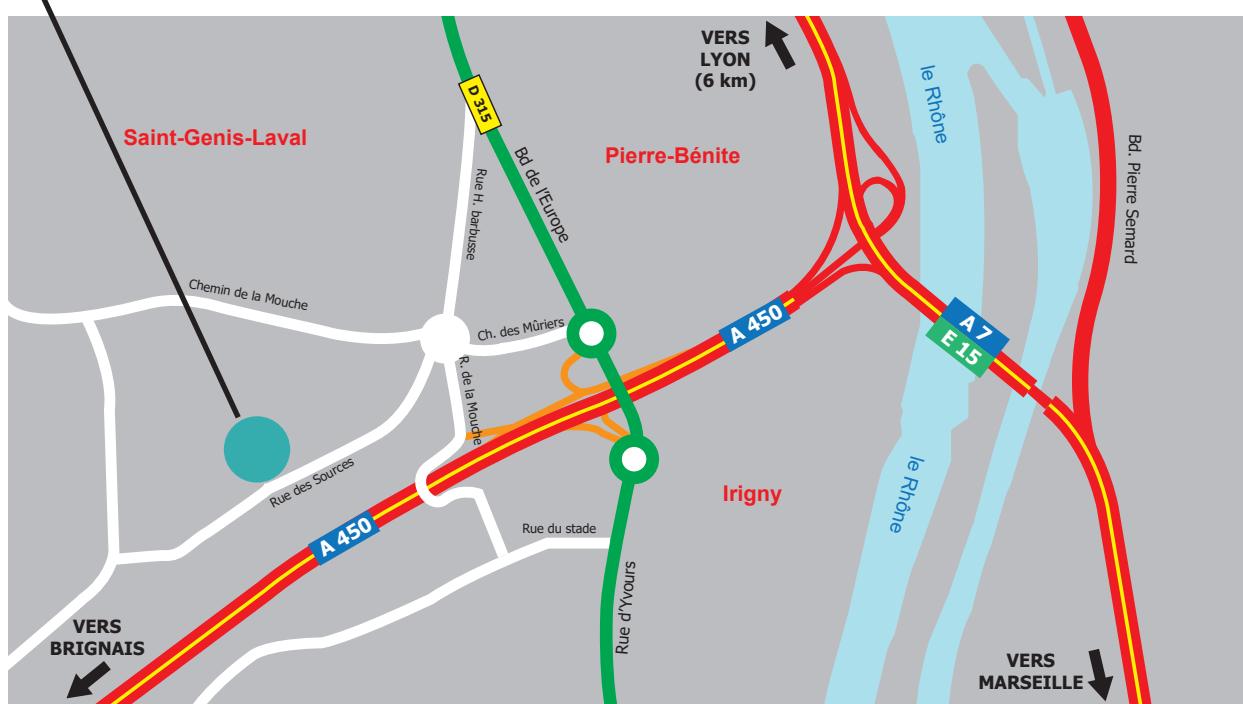 VERS
LYON
(6 km)
le Rhône
D 315
Saint-Genis-Laval
Pierre-Bénite
Bd. Pierre Semard
Bd de l'Europe
Rue H. barbusse
Chemin de la Mouche
Ch. des Mûriers
A 450
A 7
E 15
R. de la Mouche
Rue des Sources
le Rhône
Irigny
A 450
Rue du stade
Rue d'Yvours
VERS
BRIGNAIS
VERS
MARSEILLE